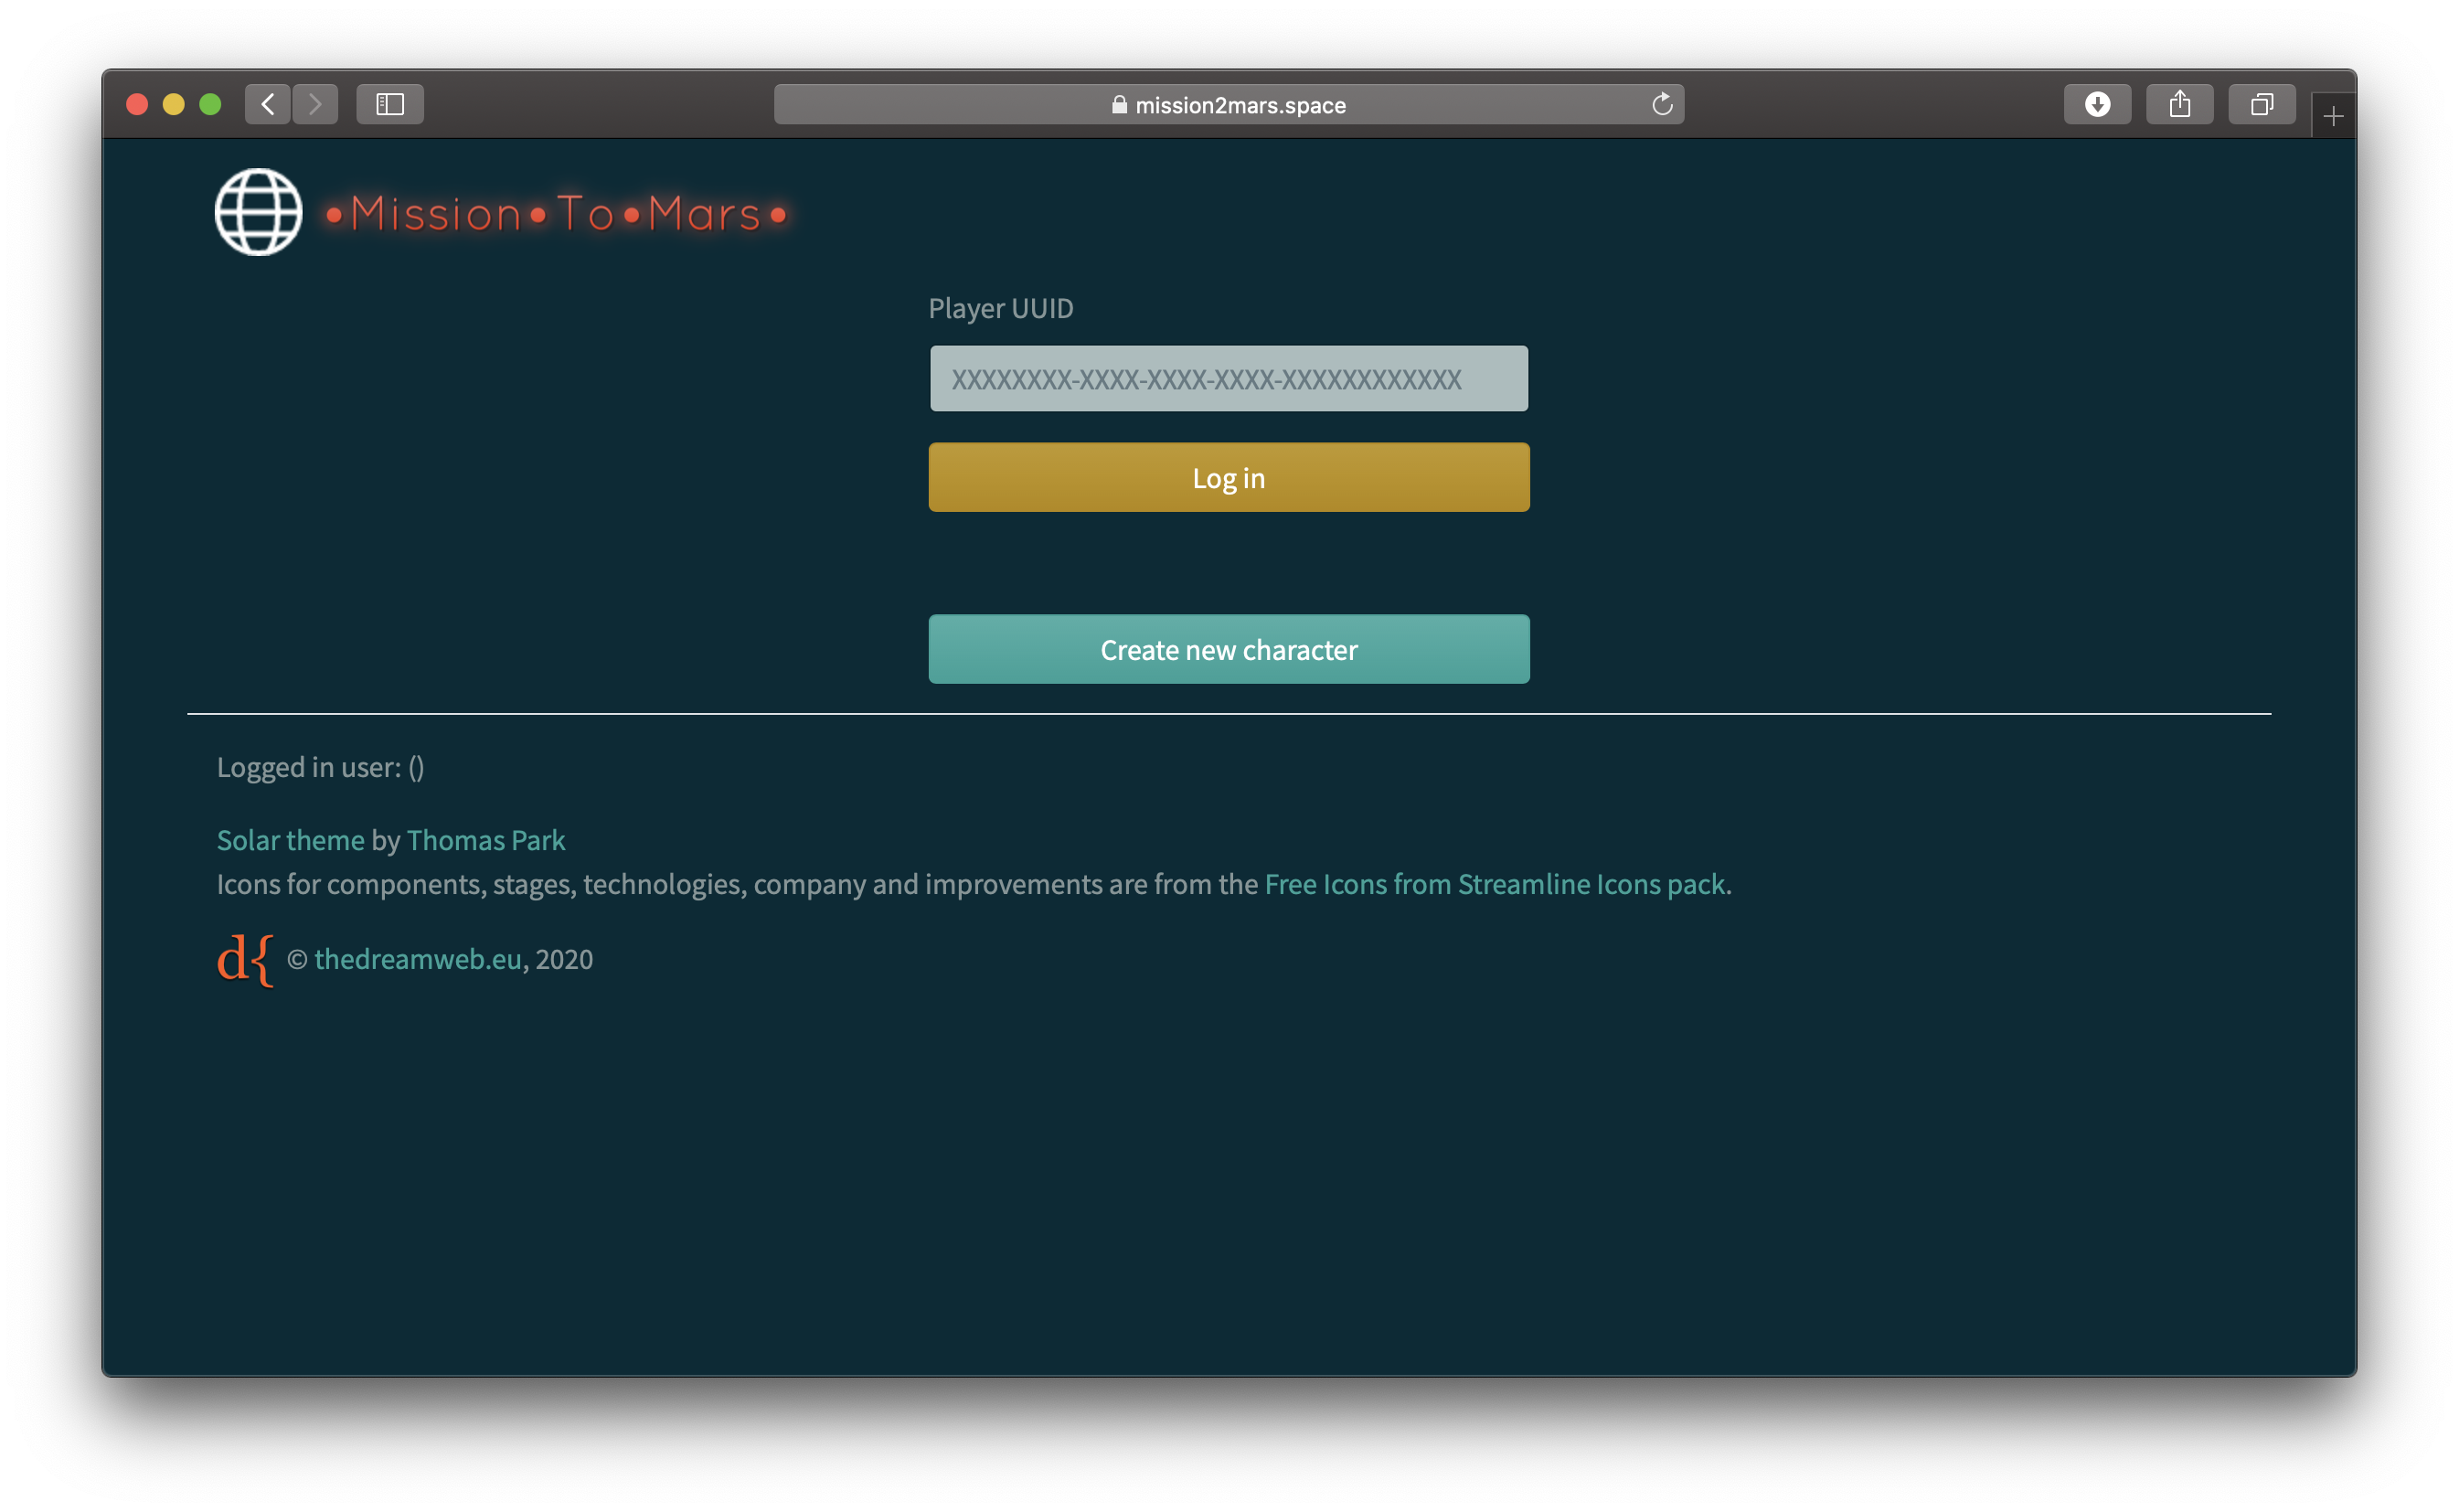 mission2mars.space
•Mission•To•Mars•
Player UUID
XXXXXXXX-XXXX-XXXX-XXXX-XXXXXXXXXXXX
Log in
Create new character
Logged in user: ()
Solar theme by Thomas Park
Icons for components, stages, technologies, company and improvements are from the Free Icons from Streamline Icons pack.
d{ © thedreamweb.eu, 2020